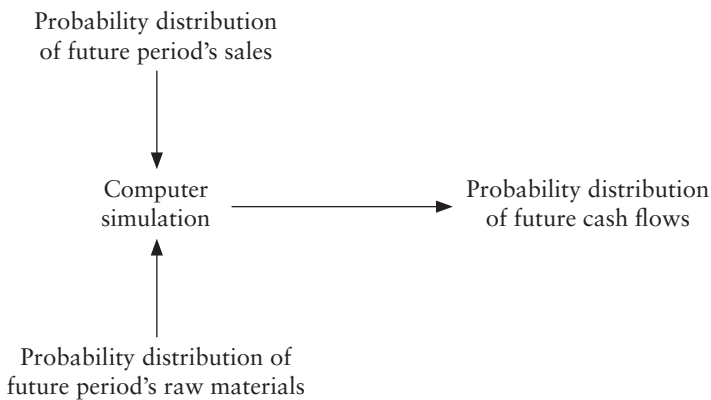 Probability distribution
of future period's sales
Computer
simulation
Probability distribution
of future cash flows
Probability distribution of
future period's raw materials